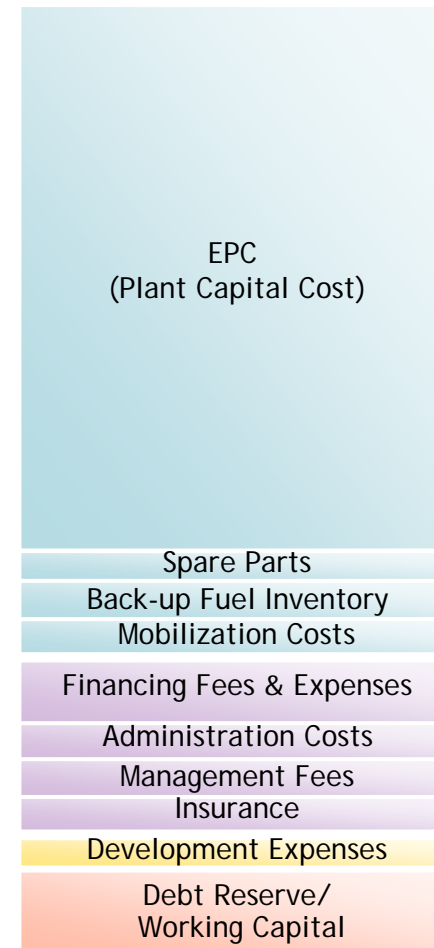 EPC
(Plant Capital Cost)
Spare Parts
Back-up Fuel Inventory
Mobilization Costs
Financing Fees & Expenses
Administration Costs
Management Fees
Insurance
Development Expenses
Debt Reserve/
Working Capital